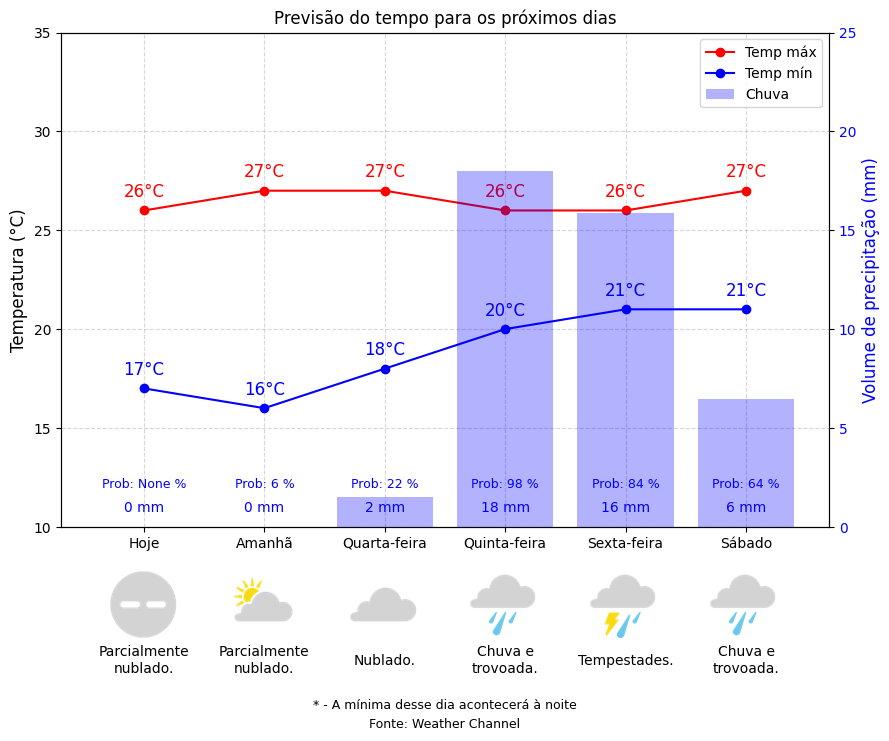 Previsão do tempo para os próximos dias
35
30
25
20
15
10
Temperatura (°C)
25
20
15
10
5
0
Volume de precipitação (mm)
Temp máx
Temp mín
Chuva
26°C 27°C 27°C 26°C 26°C 27°C
17°C 16°C 18°C 20°C 21°C 21°C
Prob: None % Prob: 6 % Prob: 22 % Prob: 98 % Prob: 84 % Prob: 64 %
0 mm 0 mm 2 mm 18 mm 16 mm 6 mm
Hoje Amanhã Quarta-feira Quinta-feira Sexta-feira Sábado
Parcialmente
nublado.
Parcialmente
nublado.
Nublado.
Chuva e
trovoada.
Tempestades.
Chuva e
trovoada.
* - A mínima desse dia acontecerá à noite
Fonte: Weather Channel